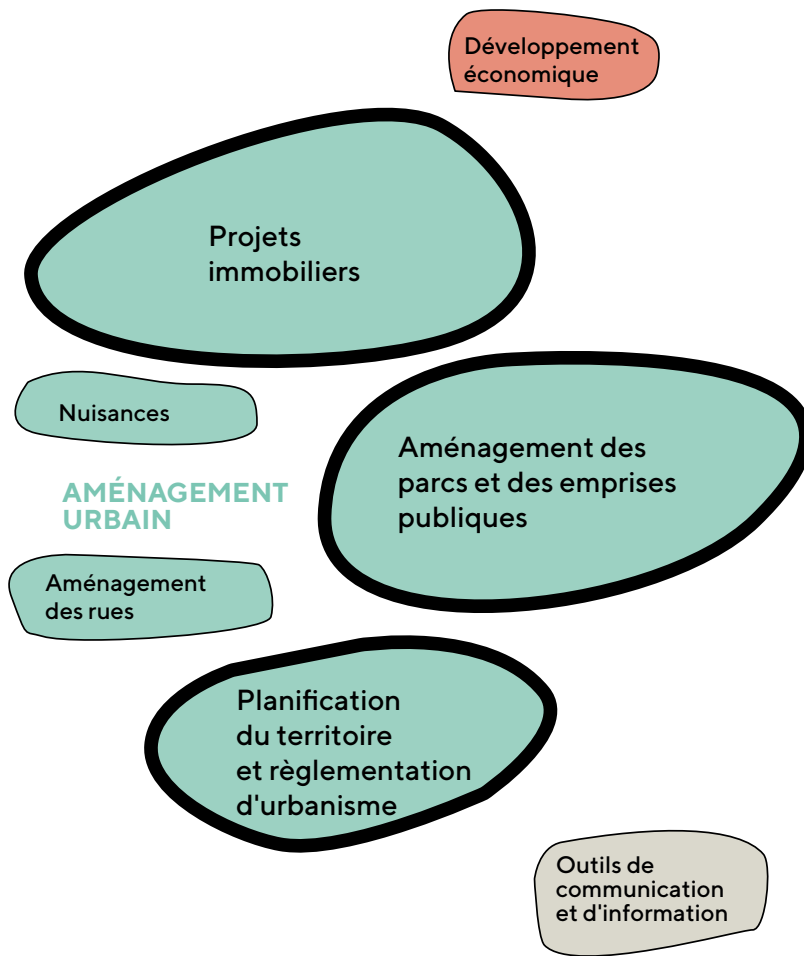 Développement
économique
Projets
immobiliers
Nuisances
Aménagement des
parcs et des emprises
publiques
AMÉNAGEMENT
URBAIN
Aménagement
des rues
Planification
du territoire
et règlementation
d'urbanisme
Outils de
communication
et d'information